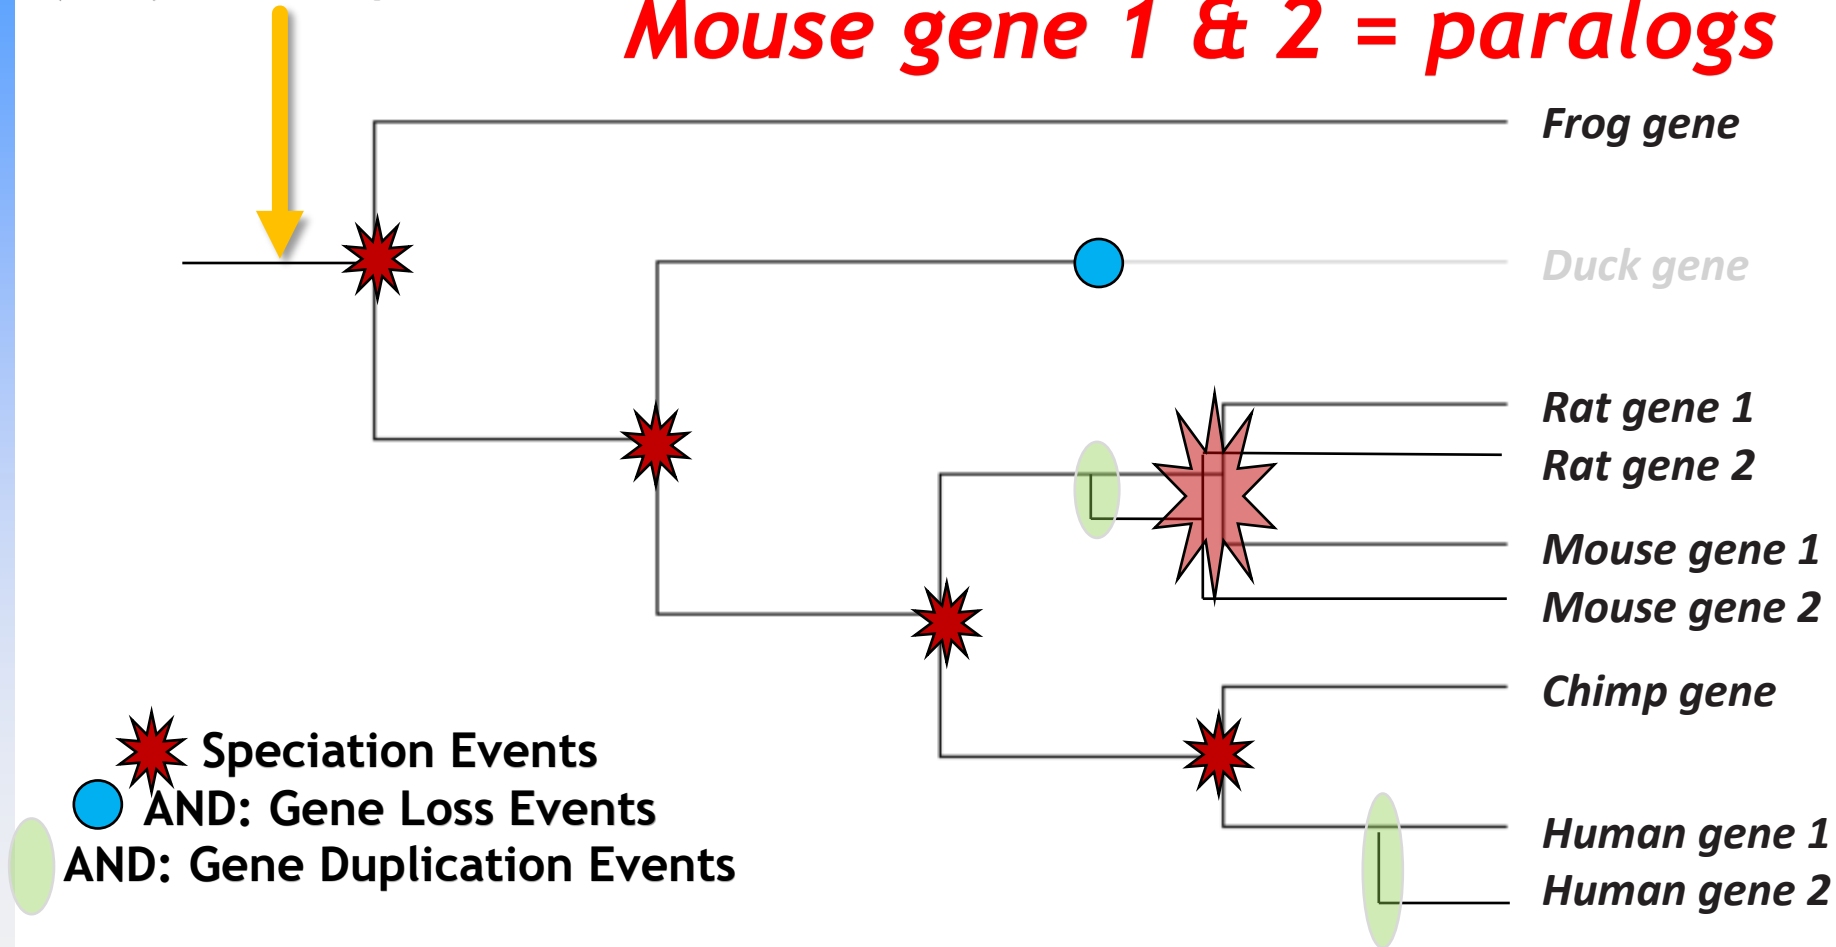 Mouse gene 1 & 2 = paralogs
Frog gene
Duck gene
Rat gene 1
Rat gene 2
Mouse gene 1
Mouse gene 2
Chimp gene
Human gene 1
Human gene 2
Speciation Events
AND: Gene Loss Events
AND: Gene Duplication Events